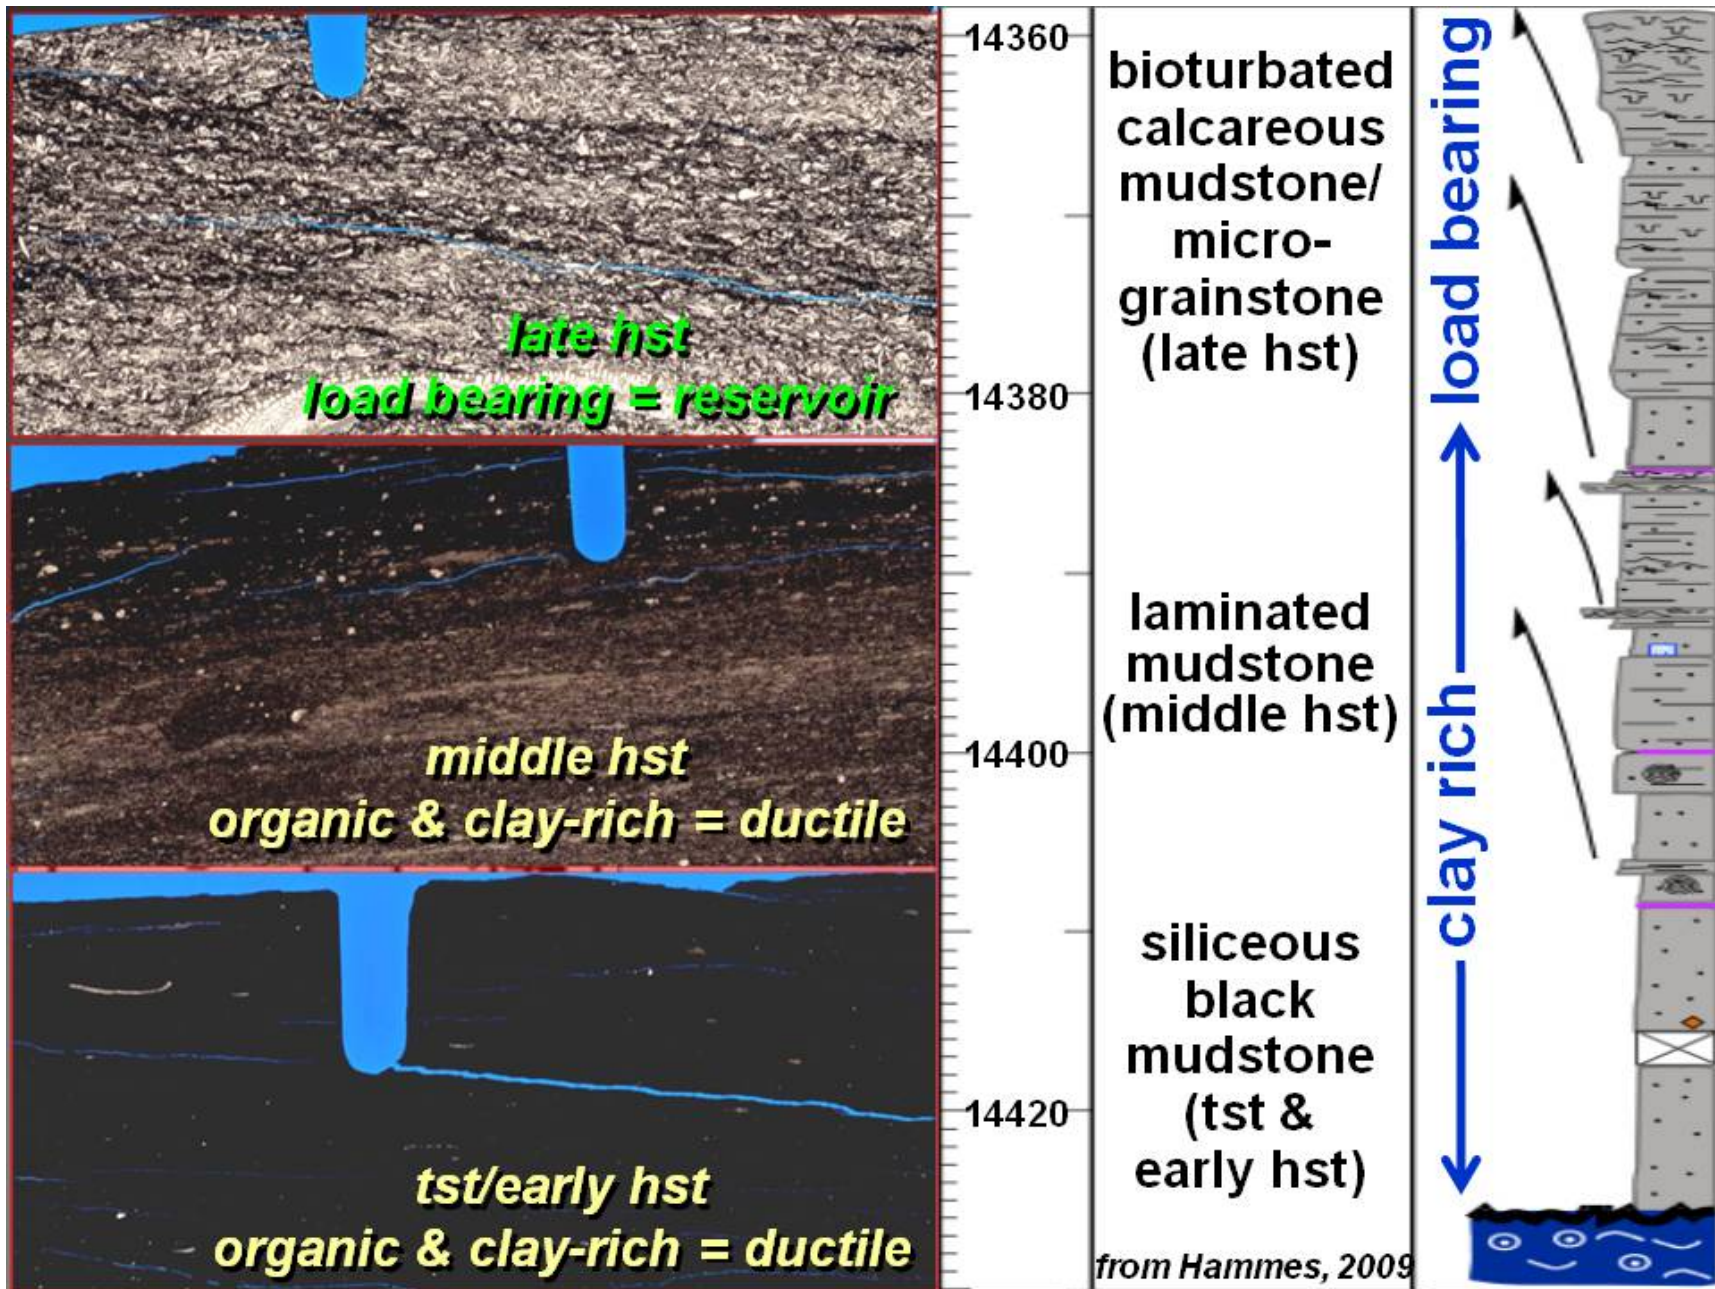 late hst
load bearing = reservoir
middle hst
organic & clay-rich = ductile
tst/early hst
organic & clay-rich = ductile
14360
14380
14400
14420
bioturbated
calcareous
mudstone/
micro-
grainstone
(late hst)
laminated
mudstone
(middle hst)
siliceous
black
mudstone
(tst &
early hst)
from Hammes, 2009
load bearing
clay rich